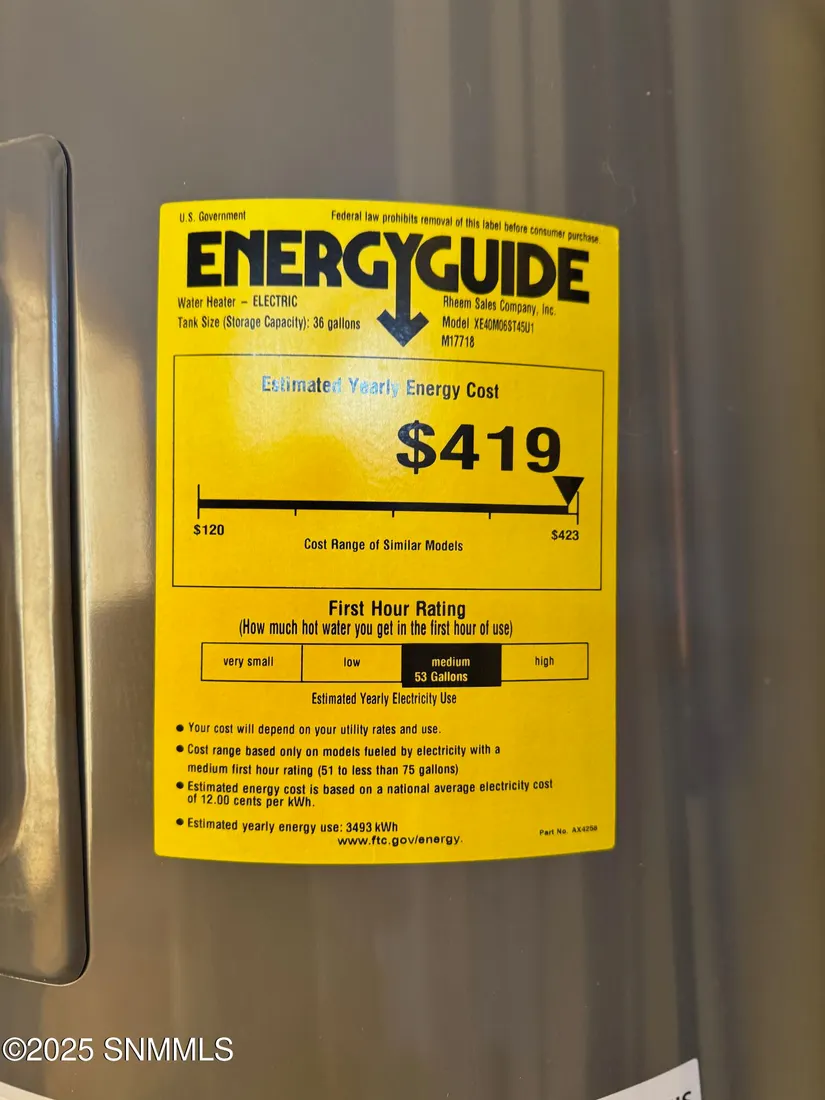 U.S. Government
Federal law prohibits removal of this label before consumer purchase.
ENERGYGUIDE
Water Heater – ELECTRIC
Tank Size (Storage Capacity): 36 gallons
Rheem Sales Company, Inc.
Model XE40M06ST45U1
M17718
Estimated Yearly Energy Cost
$419
$120
$423
Cost Range of Similar Models
First Hour Rating
(How much hot water you get in the first hour of use)
very small
low
medium
53 Gallons
high
Estimated Yearly Electricity Use
● Your cost will depend on your utility rates and use.
● Cost range based only on models fueled by electricity with a
medium first hour rating (51 to less than 75 gallons)
● Estimated energy cost is based on a national average electricity cost
of 12.00 cents per kWh.
● Estimated yearly energy use: 3493 kWh
www.ftc.gov/energy.
Part No. AX4258
©2025 SNMMLS